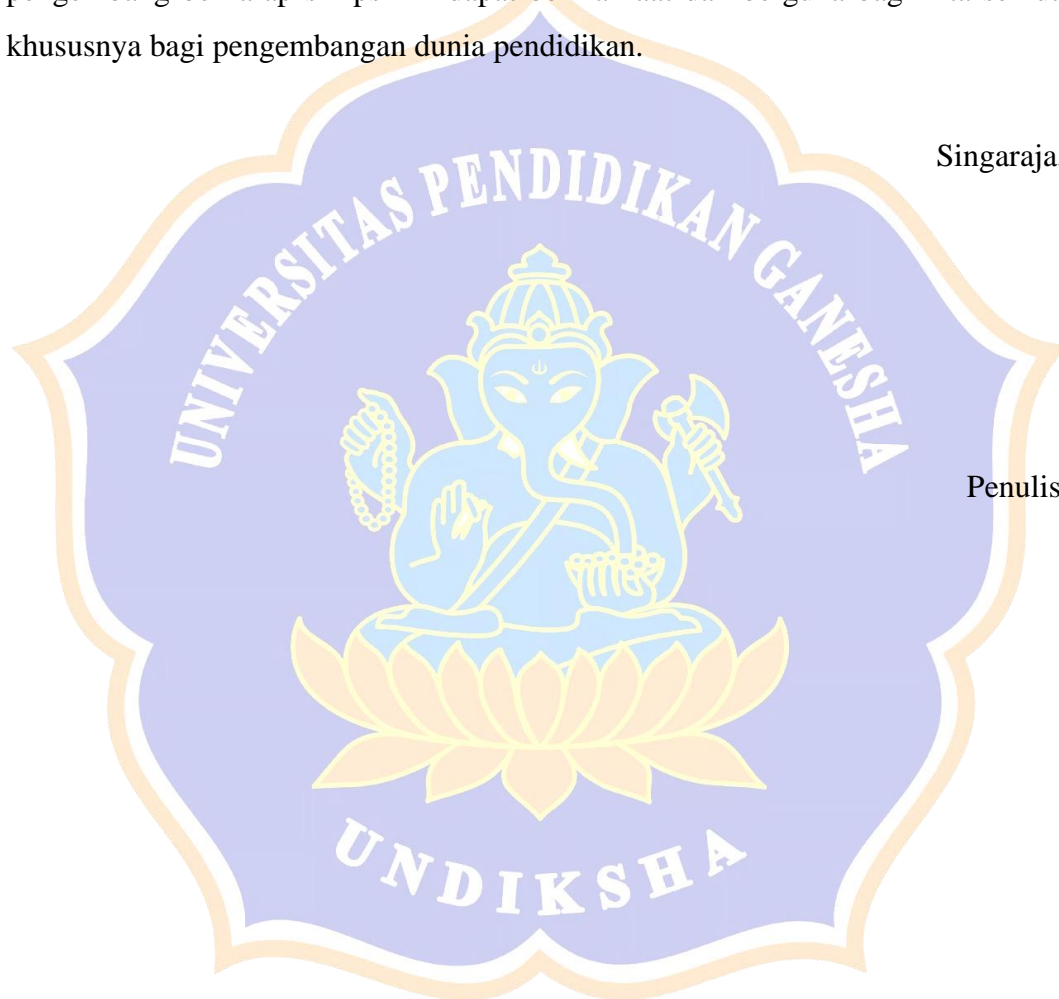 khususnya bagi pengembangan dunia pendidikan.
Singaraja
UNIVERSITAS PENDIDIKAN GANESHA
Penulis
UNDIKSHA